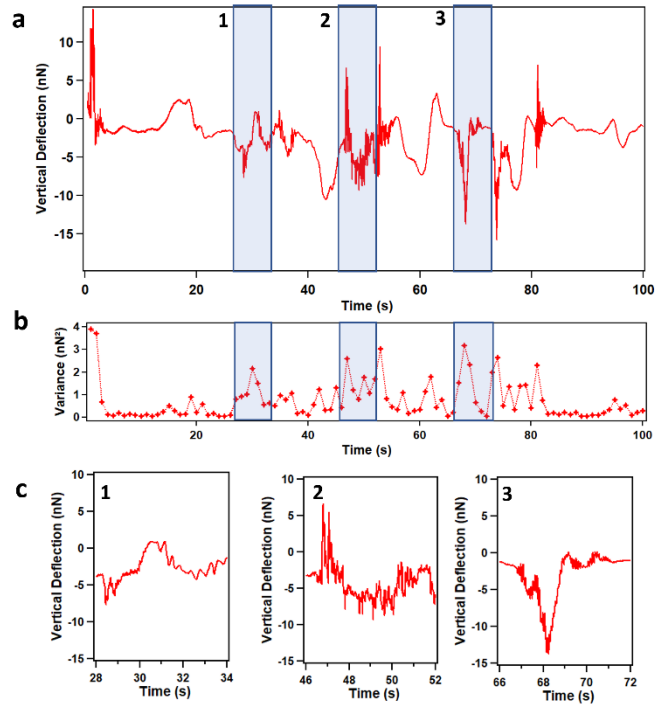 a
1 2 3
Vertical Deflection (nN)
10
5
0
-5
-10
-15
0 20 40 60 80 100
Time (s)
b
Variance (nN²)
4
3
2
1
0
20 40 60 80 100
Time (s)
c
1
Vertical Deflection (nN)
10
5
0
-5
-10
-15
28 30 32 34
Time (s)
2
Vertical Deflection (nN)
10
5
0
-5
-10
-15
46 48 50 52
Time (s)
3
Vertical Deflection (nN)
10
5
0
-5
-10
-15
66 68 70 72
Time (s)